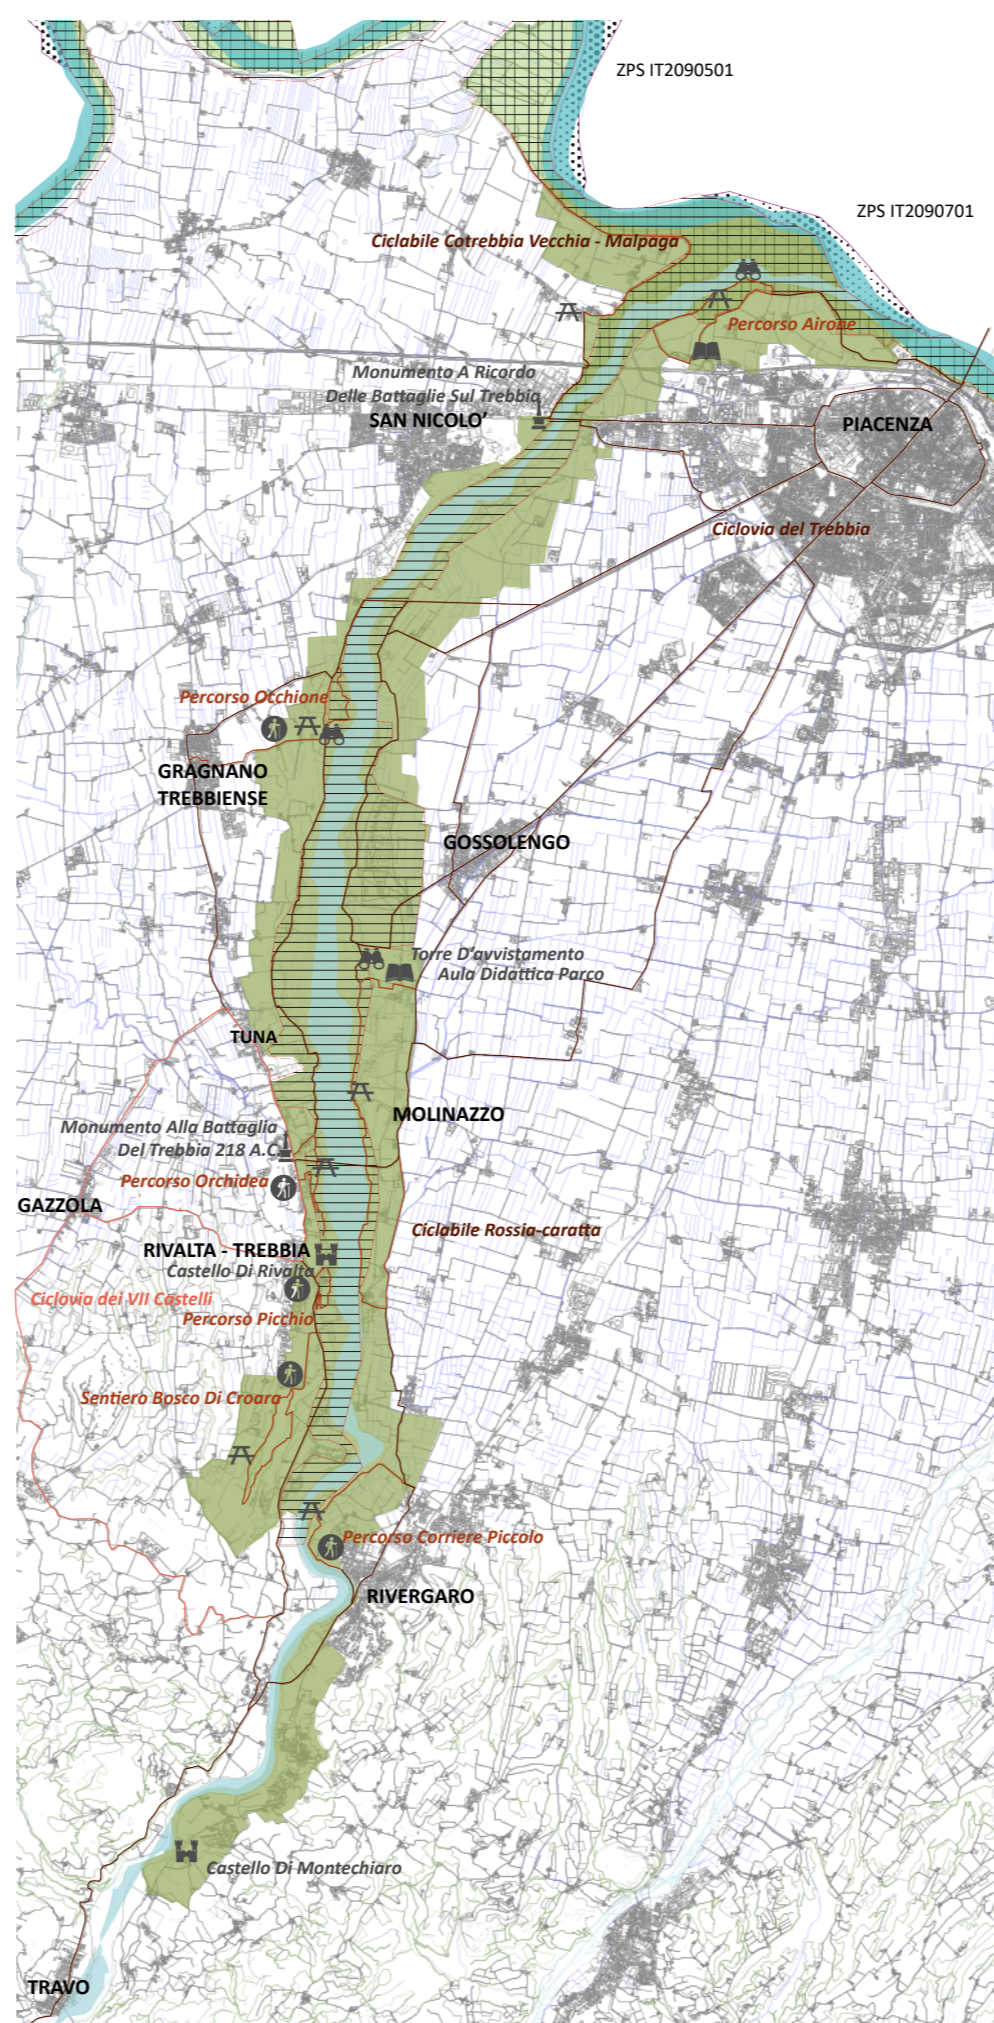 ZPS IT2090501
ZPS IT2090701
Ciclabile Cotrebbia Vecchia - Malpaga
Percorso Airone
Monumento A Ricordo
Delle Battaglie Sul Trebbia
SAN NICOLO'
PIACENZA
Ciclovia del Trebbia
Percorso Occhione
GRAGNANO
TREBBIENSE
GOSSOLENGO
Torre D'avvistamento
Aula Didattica Parco
TUNA
MOLINAZZO
Monumento Alla Battaglia
Del Trebbia 218 A.C.
Percorso Orchidea
GAZZOLA
Ciclabile Rossia-caratta
RIVALTA - TREBBIA
Castello Di Rivalta
Ciclovia dei VII Castelli
Percorso Picchio
Sentiero Bosco Di Croara
Percorso Corriere Piccolo
RIVERGARO
Castello Di Montechiaro
TRAVO